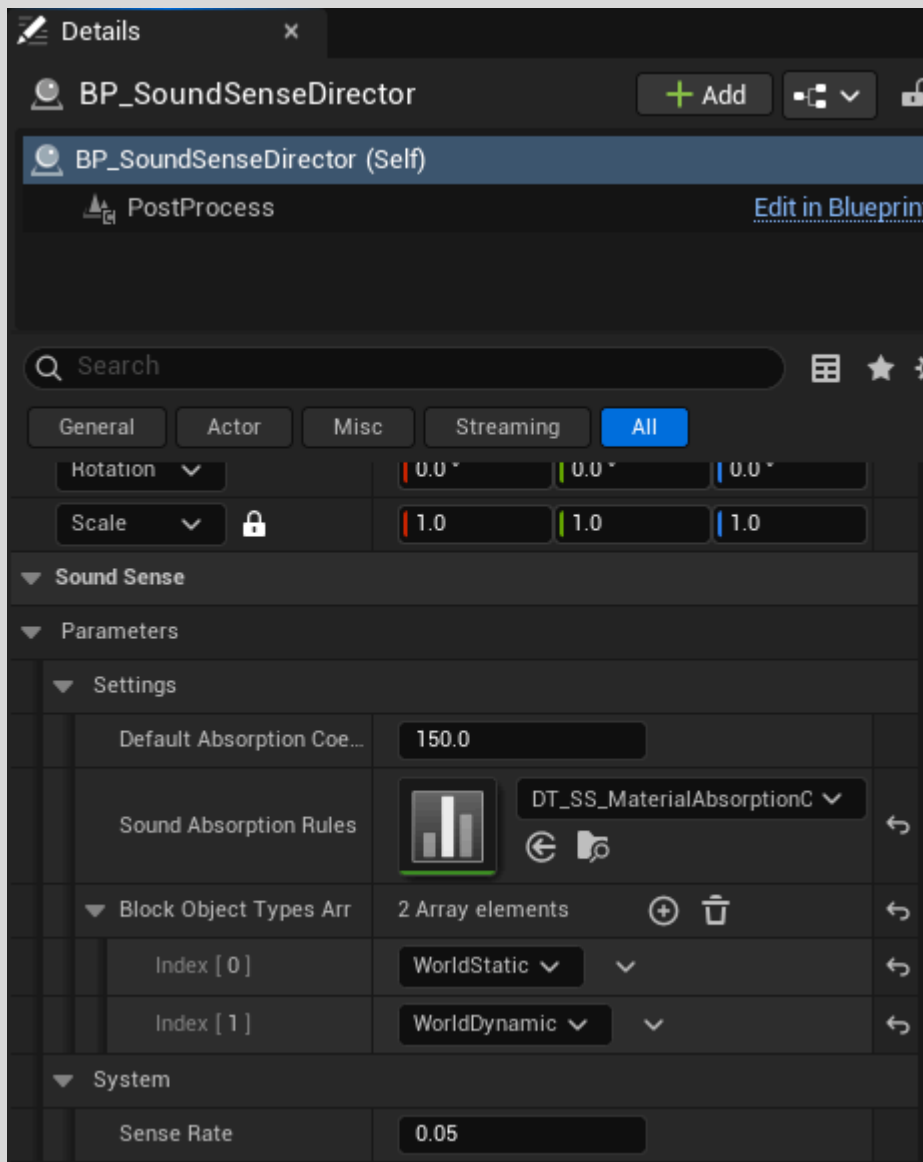 Details
BP_SoundSenseDirector
Add
BP_SoundSenseDirector (Self)
PostProcess Edit in Blueprin
Search
General Actor Misc Streaming All
Rotation 0.0 ° 0.0 ° 0.0 °
Scale 1.0 1.0 1.0
Sound Sense
Parameters
Settings
Default Absorption Coe... 150.0
Sound Absorption Rules DT_SS_MaterialAbsorptionC
Block Object Types Arr 2 Array elements
Index [ 0 ] WorldStatic
Index [ 1 ] WorldDynamic
System
Sense Rate 0.05